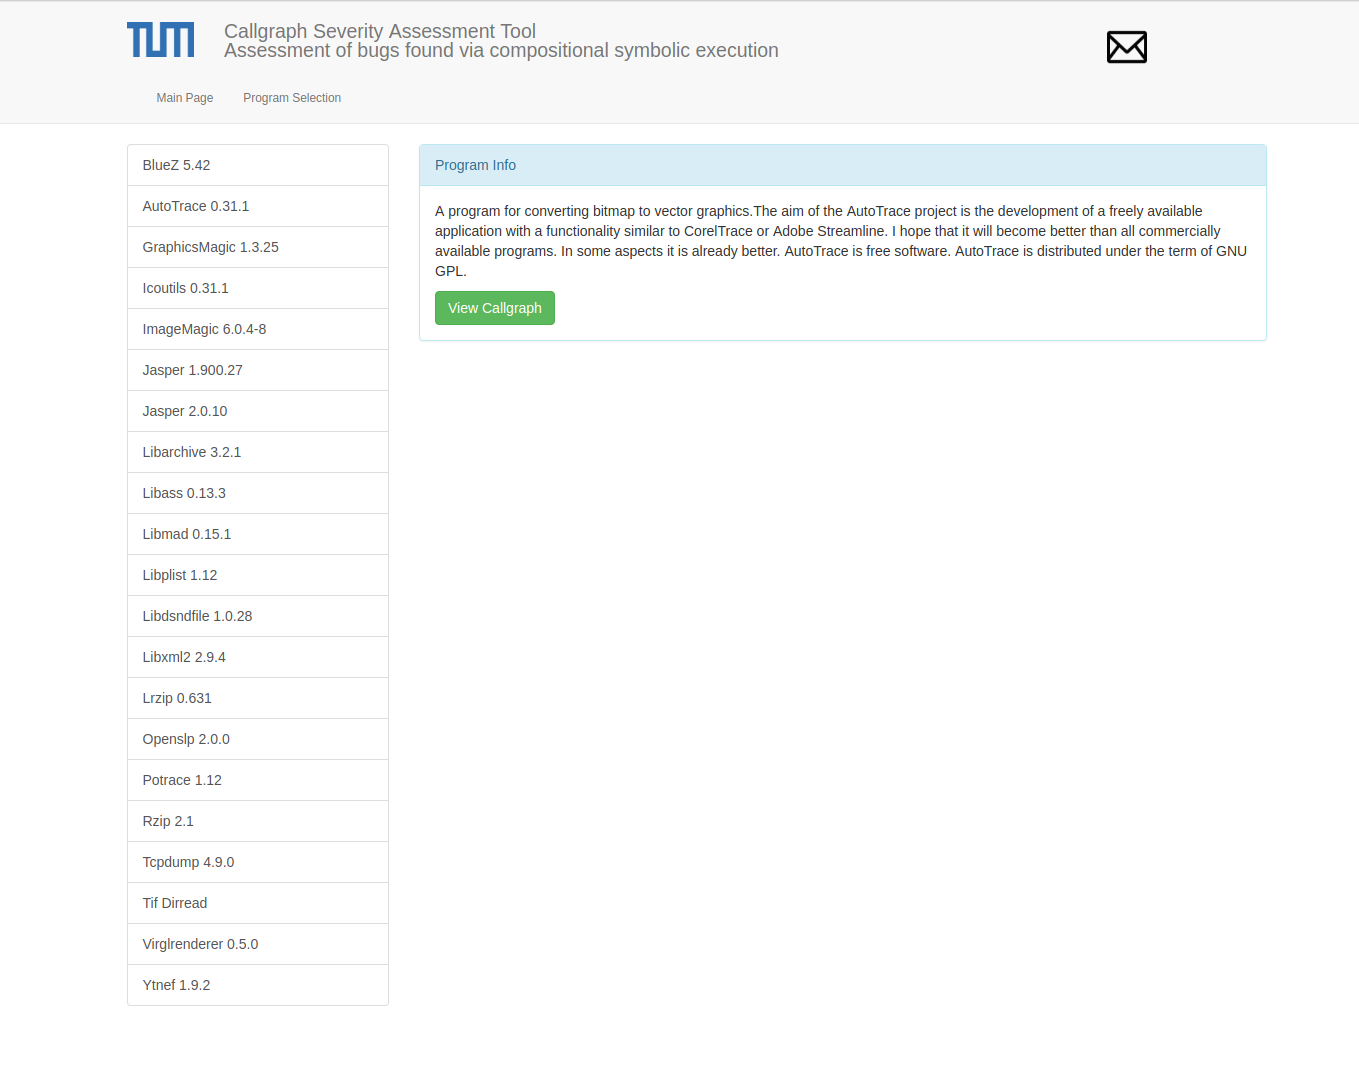 TUM
Callgraph Severity Assessment Tool
Assessment of bugs found via compositional symbolic execution
Main Page
Program Selection
BlueZ 5.42
AutoTrace 0.31.1
GraphicsMagic 1.3.25
Icoutils 0.31.1
ImageMagic 6.0.4-8
Jasper 1.900.27
Jasper 2.0.10
Libarchive 3.2.1
Libass 0.13.3
Libmad 0.15.1
Libplist 1.12
Libdsndfile 1.0.28
Libxml2 2.9.4
Lrzip 0.631
Openslp 2.0.0
Potrace 1.12
Rzip 2.1
Tcpdump 4.9.0
Tif Dirread
Virglrenderer 0.5.0
Ytnef 1.9.2
Program Info
A program for converting bitmap to vector graphics.The aim of the AutoTrace project is the development of a freely available
application with a functionality similar to CorelTrace or Adobe Streamline. I hope that it will become better than all commercially
available programs. In some aspects it is already better. AutoTrace is free software. AutoTrace is distributed under the term of GNU
GPL.
View Callgraph